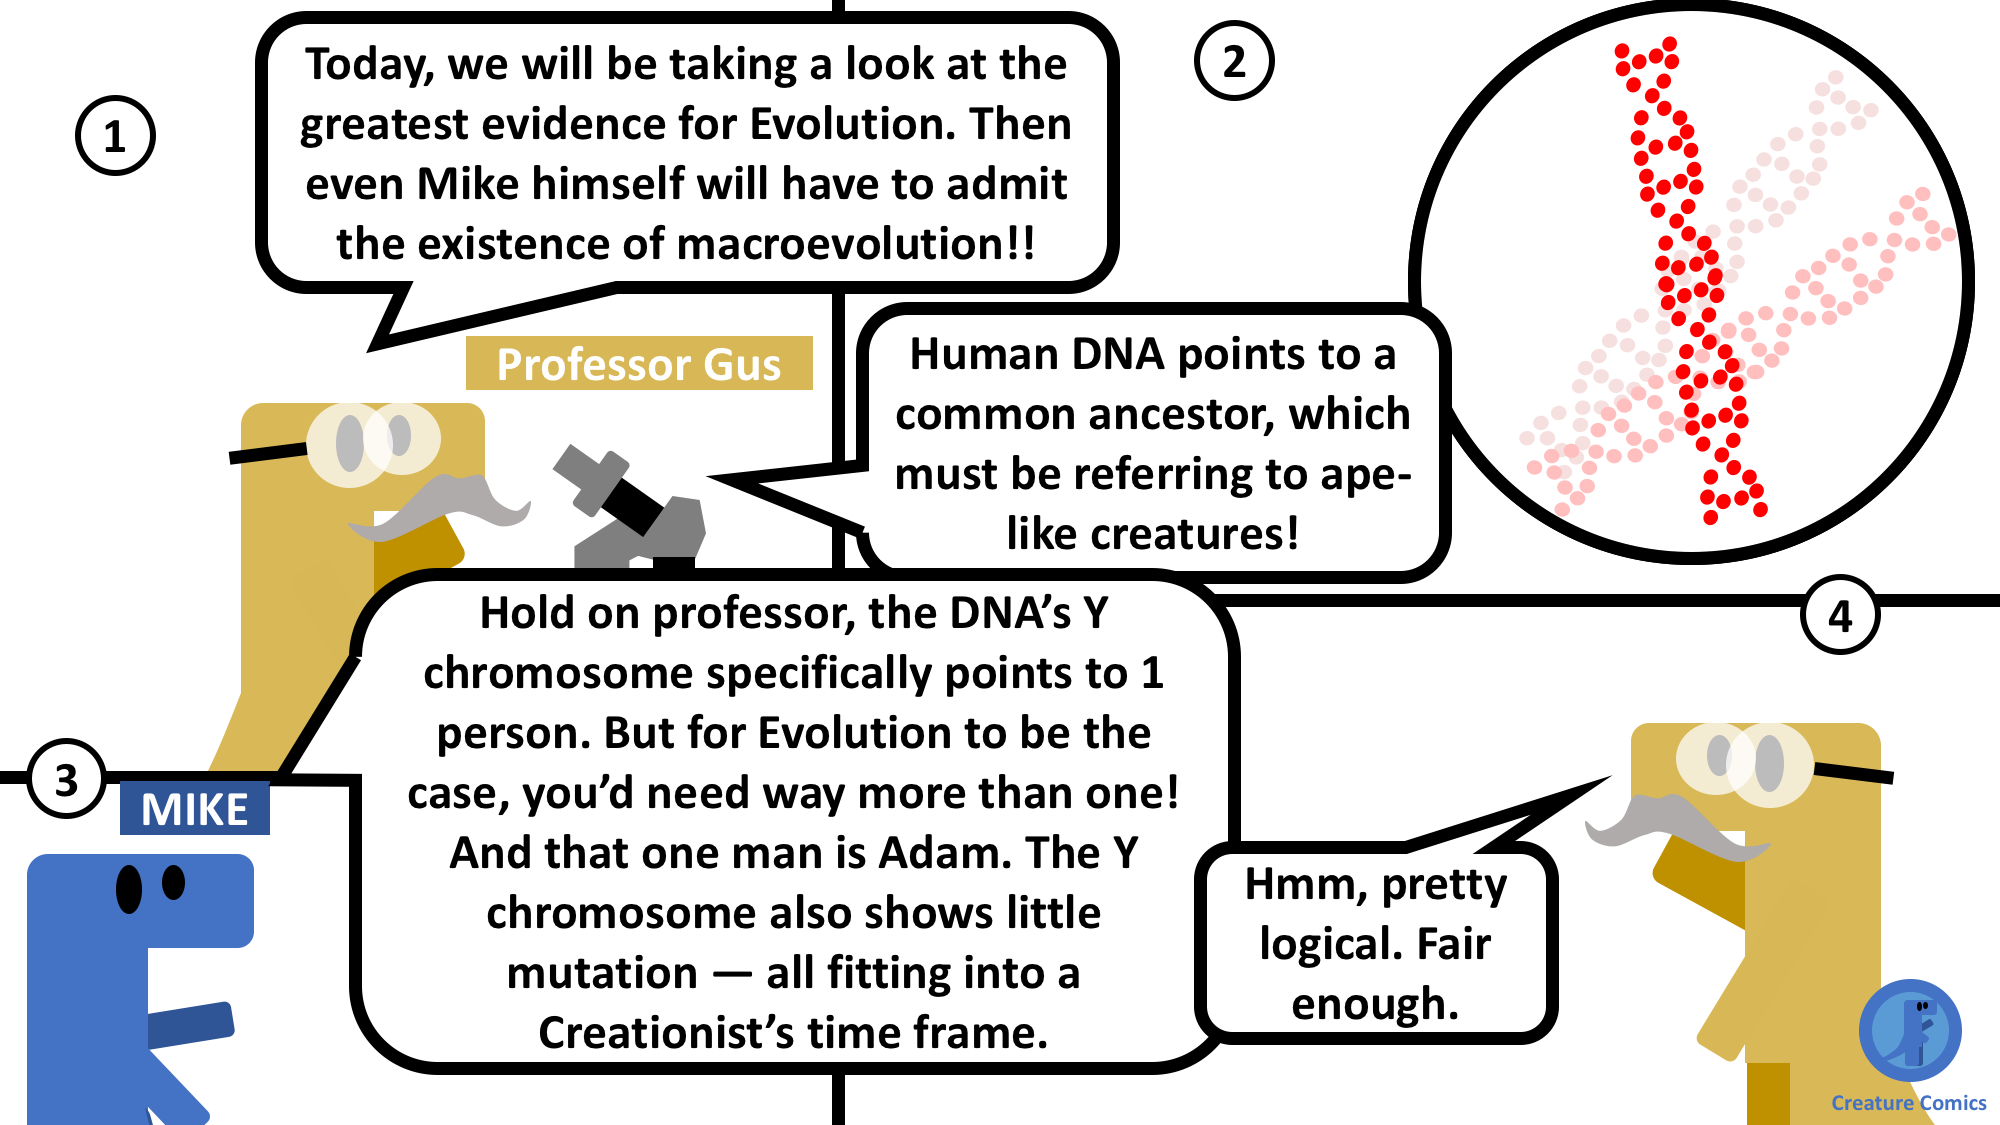 1
Today, we will be taking a look at the
greatest evidence for Evolution. Then
even Mike himself will have to admit
the existence of macroevolution!!
Professor Gus
2
Human DNA points to a
common ancestor, which
must be referring to ape-
like creatures!
3
MIKE
Hold on professor, the DNA’s Y
chromosome specifically points to 1
person. But for Evolution to be the
case, you’d need way more than one!
And that one man is Adam. The Y
chromosome also shows little
mutation — all fitting into a
Creationist’s time frame.
4
Hmm, pretty
logical. Fair
enough.
Creature Comics